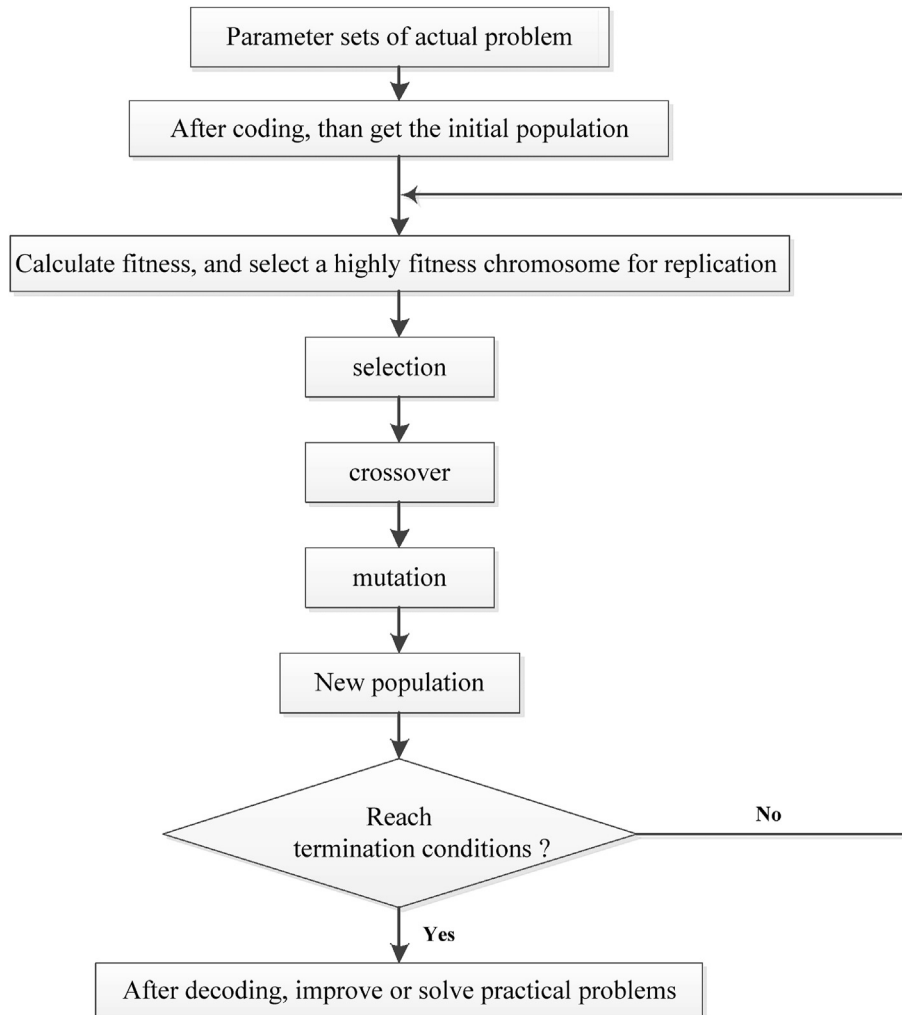 Parameter sets of actual problem
After coding, than get the initial population
Calculate fitness, and select a highly fitness chromosome for replication
selection
crossover
mutation
New population
Reach
termination conditions ?
No
Yes
After decoding, improve or solve practical problems